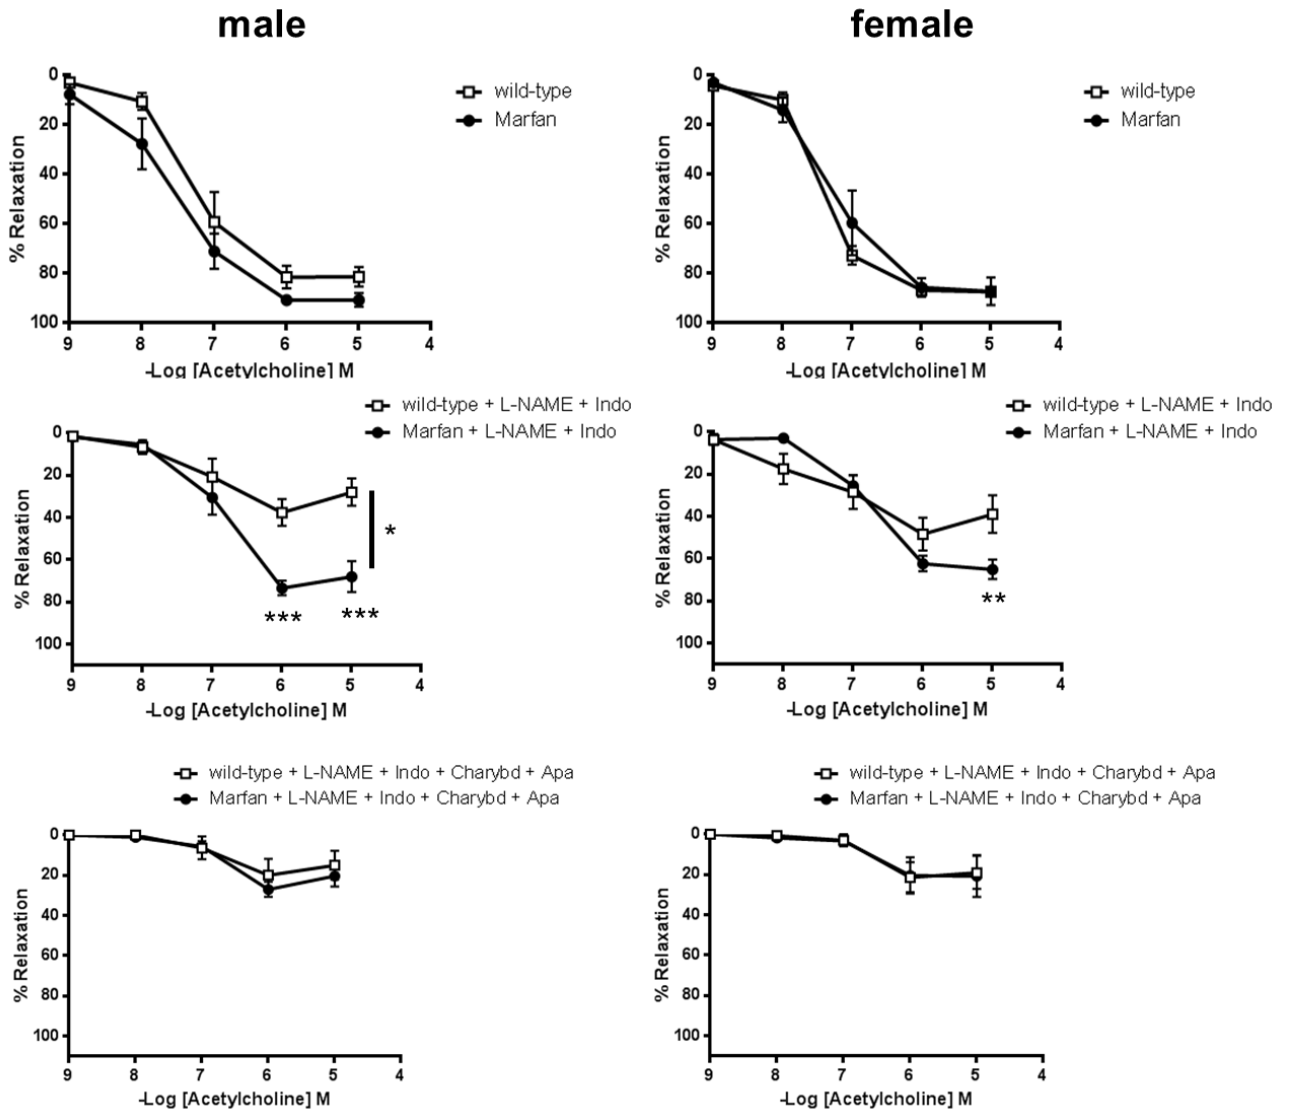 male
female
0
20
40
60
80
100
% Relaxation
9 8 7 6 5 4
-Log [Acetylcholine] M
wild-type
Marfan
0
20
40
60
80
100
% Relaxation
9 8 7 6 5 4
-Log [Acetylcholine] M
wild-type
Marfan
wild-type + L-NAME + Indo
Marfan + L-NAME + Indo
0
20
40
60
80
100
% Relaxation
*
*** ***
9 8 7 6 5 4
-Log [Acetylcholine] M
wild-type + L-NAME + Indo
Marfan + L-NAME + Indo
0
20
40
60
80
100
% Relaxation
**
9 8 7 6 5 4
-Log [Acetylcholine] M
wild-type + L-NAME + Indo + Charybd + Apa
Marfan + L-NAME + Indo + Charybd + Apa
0
20
40
60
80
100
% Relaxation
9 8 7 6 5 4
-Log [Acetylcholine] M
wild-type + L-NAME + Indo + Charybd + Apa
Marfan + L-NAME + Indo + Charybd + Apa
0
20
40
60
80
100
% Relaxation
9 8 7 6 5 4
-Log [Acetylcholine] M